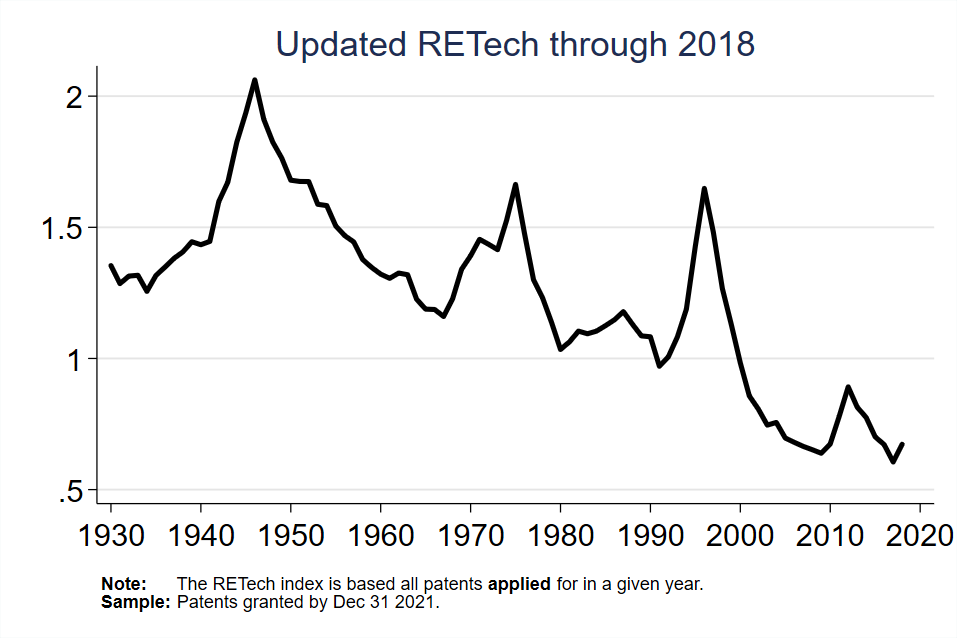 Updated RETech through 2018
2
1.5
1
.5
1930 1940 1950 1960 1970 1980 1990 2000 2010 2020
Note: The RETech index is based all patents applied for in a given year.
Sample: Patents granted by Dec 31 2021.